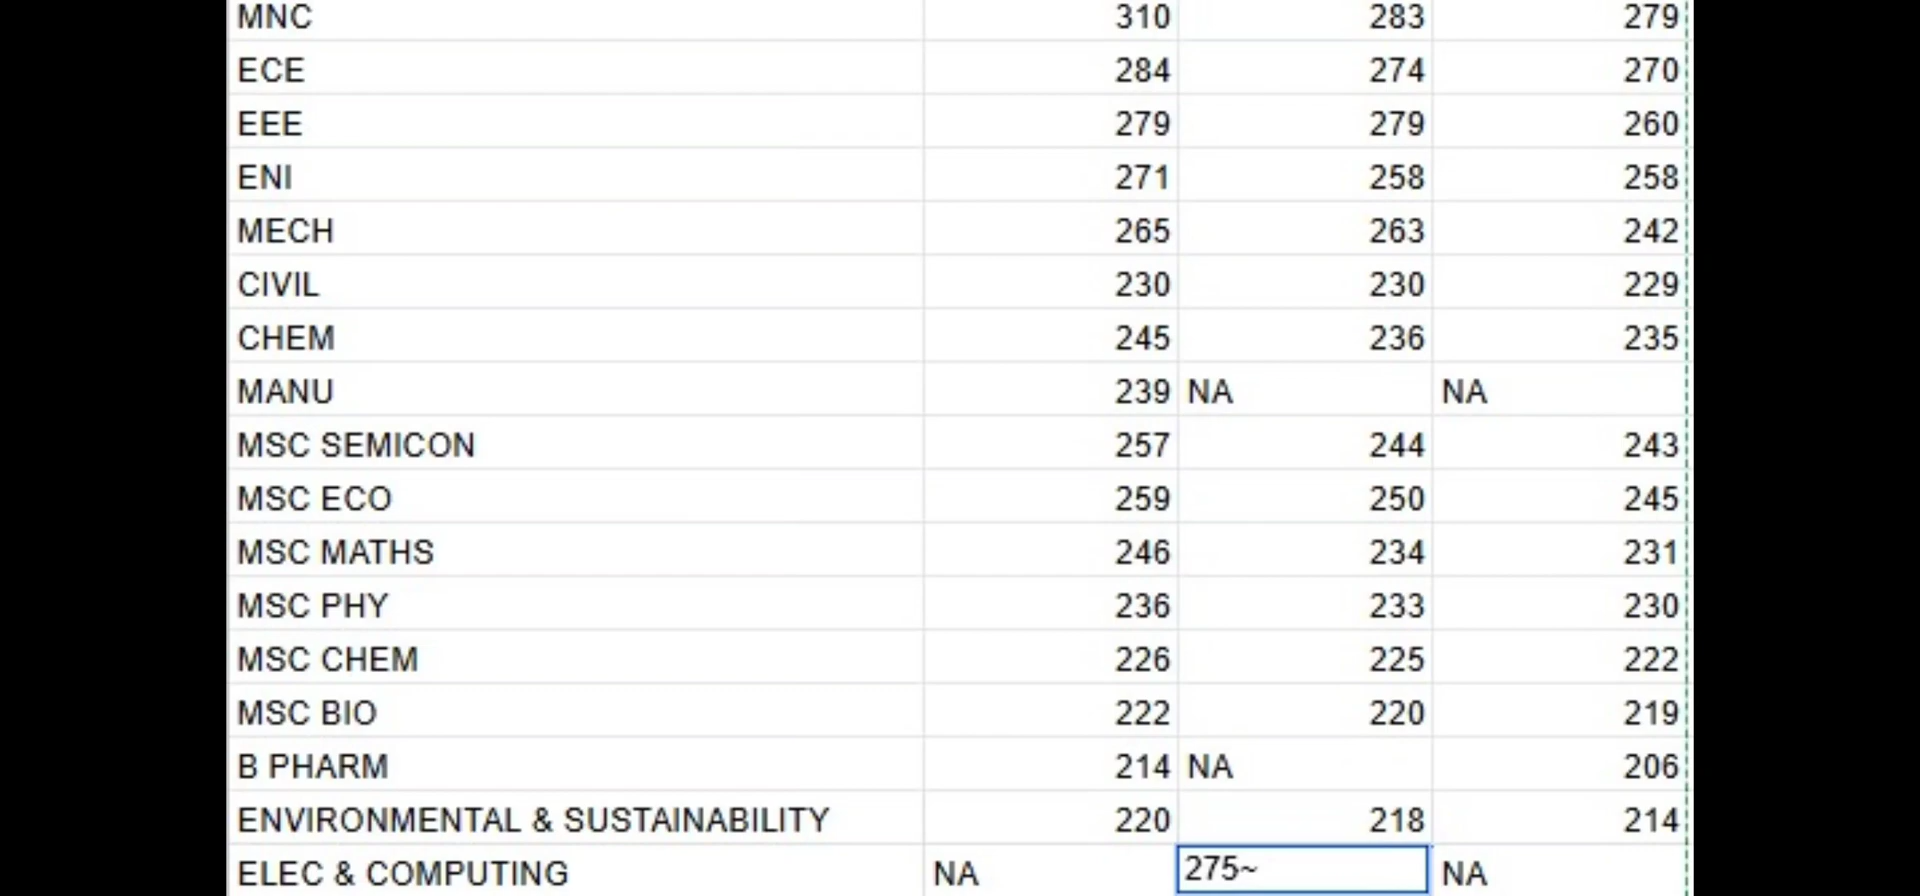 MNC 310 283 279
ECE 284 274 270
EEE 279 279 260
ENI 271 258 258
MECH 265 263 242
CIVIL 230 230 229
CHEM 245 236 235
MANU 239 NA NA
MSC SEMICON 257 244 243
MSC ECO 259 250 245
MSC MATHS 246 234 231
MSC PHY 236 233 230
MSC CHEM 226 225 222
MSC BIO 222 220 219
B PHARM 214 NA 206
ENVIRONMENTAL & SUSTAINABILITY 220 218 214
ELEC & COMPUTING NA 275~ NA